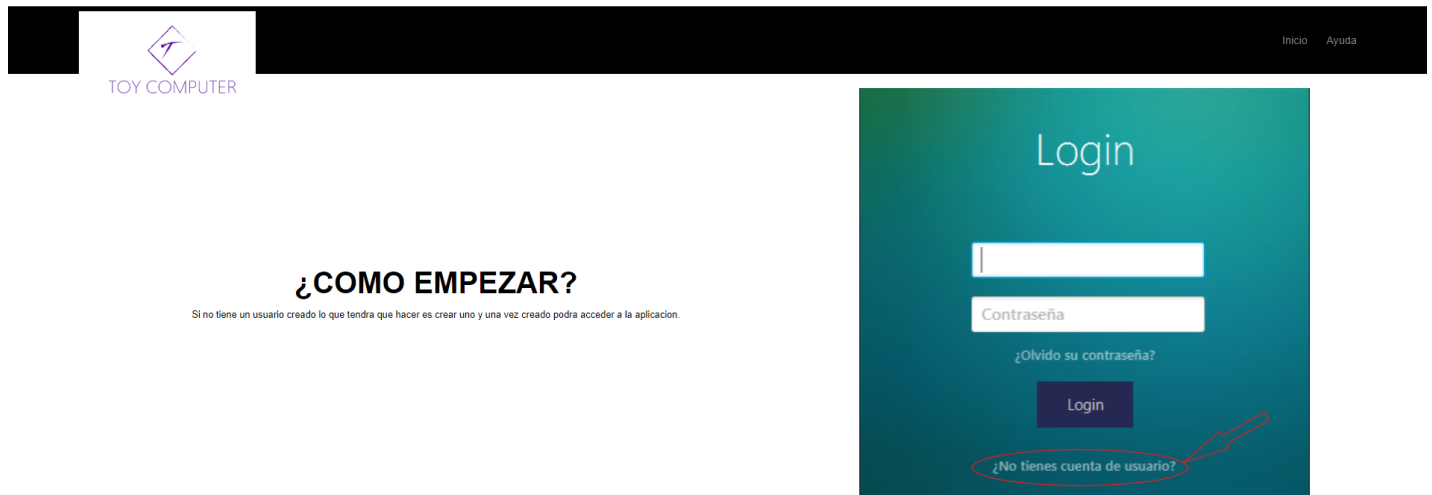 TOY COMPUTER
Inicio Ayuda
¿COMO EMPEZAR?
Si no tiene un usuario creado lo que tendra que hacer es crear uno y una vez creado podra acceder a la aplicacion.
Login
Contraseña
¿Olvido su contraseña?
Login
¿No tienes cuenta de usuario?